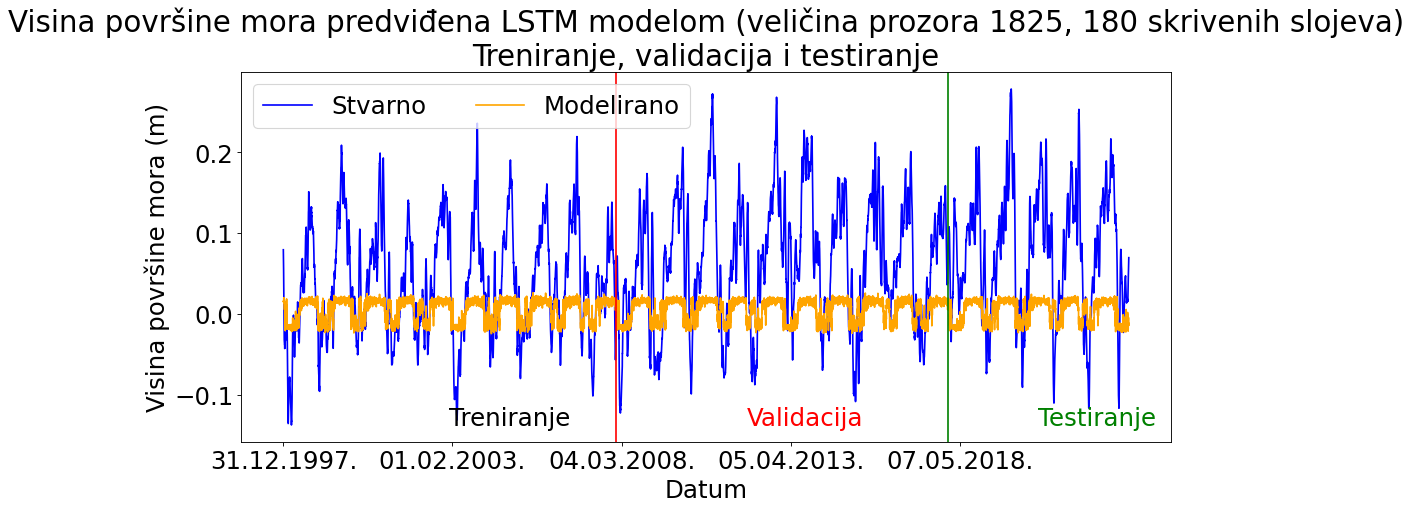 Visina površine mora predviđena LSTM modelom (veličina prozora 1825, 180 skrivenih slojeva)
Treniranje, validacija i testiranje
Stvarno
Modelirano
Visina površine mora (m)
0.2
0.1
0.0
−0.1
Treniranje
Validacija
Testiranje
31.12.1997.
01.02.2003.
04.03.2008.
05.04.2013.
07.05.2018.
Datum